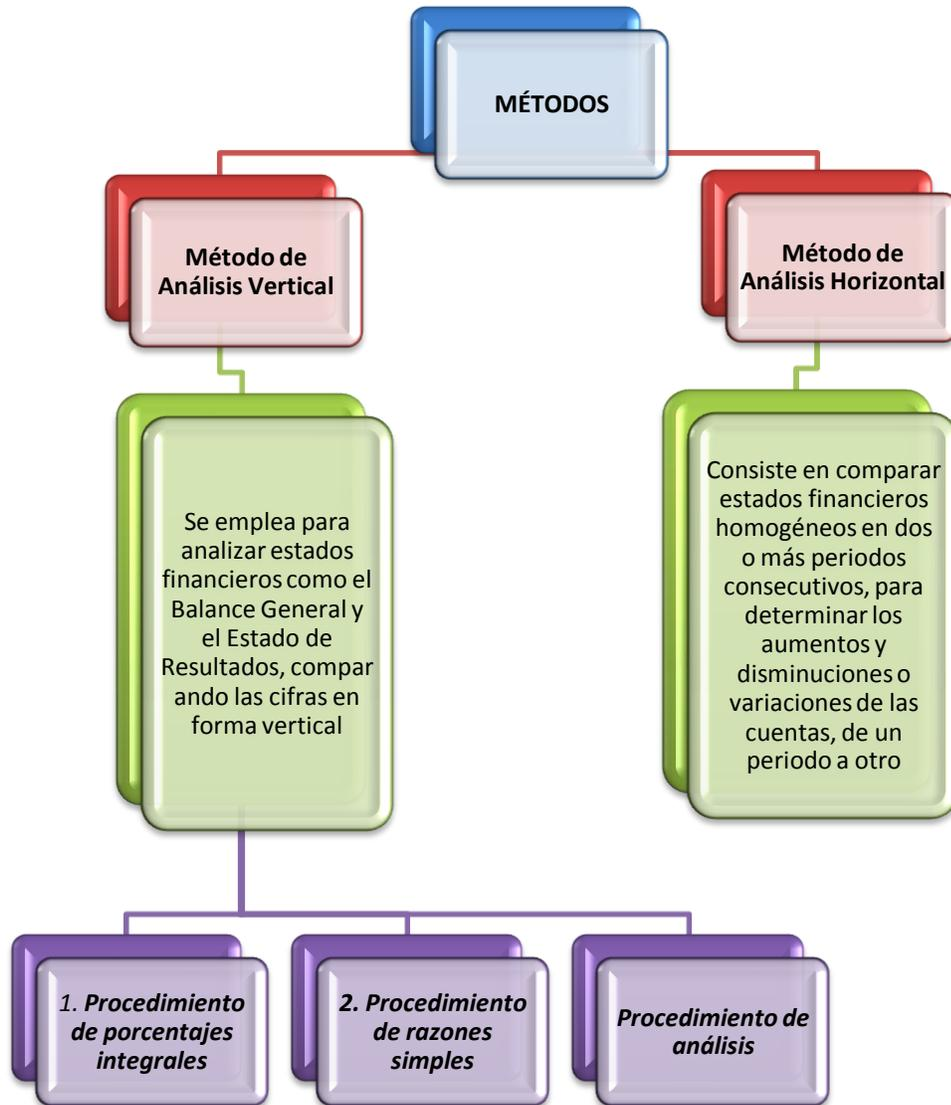 MÉTODOS
Método de
Análisis Vertical
Método de
Análisis Horizontal
Se emplea para
analizar estados
financieros como el
Balance General y
el Estado de
Resultados, compar
ando las cifras en
forma vertical
Consiste en comparar
estados financieros
homogéneos en dos
o más periodos
consecutivos, para
determinar los
aumentos y
disminuciones o
variaciones de las
cuentas, de un
periodo a otro
1. Procedimiento
de porcentajes
integrales
2. Procedimiento
de razones
simples
Procedimiento de
análisis